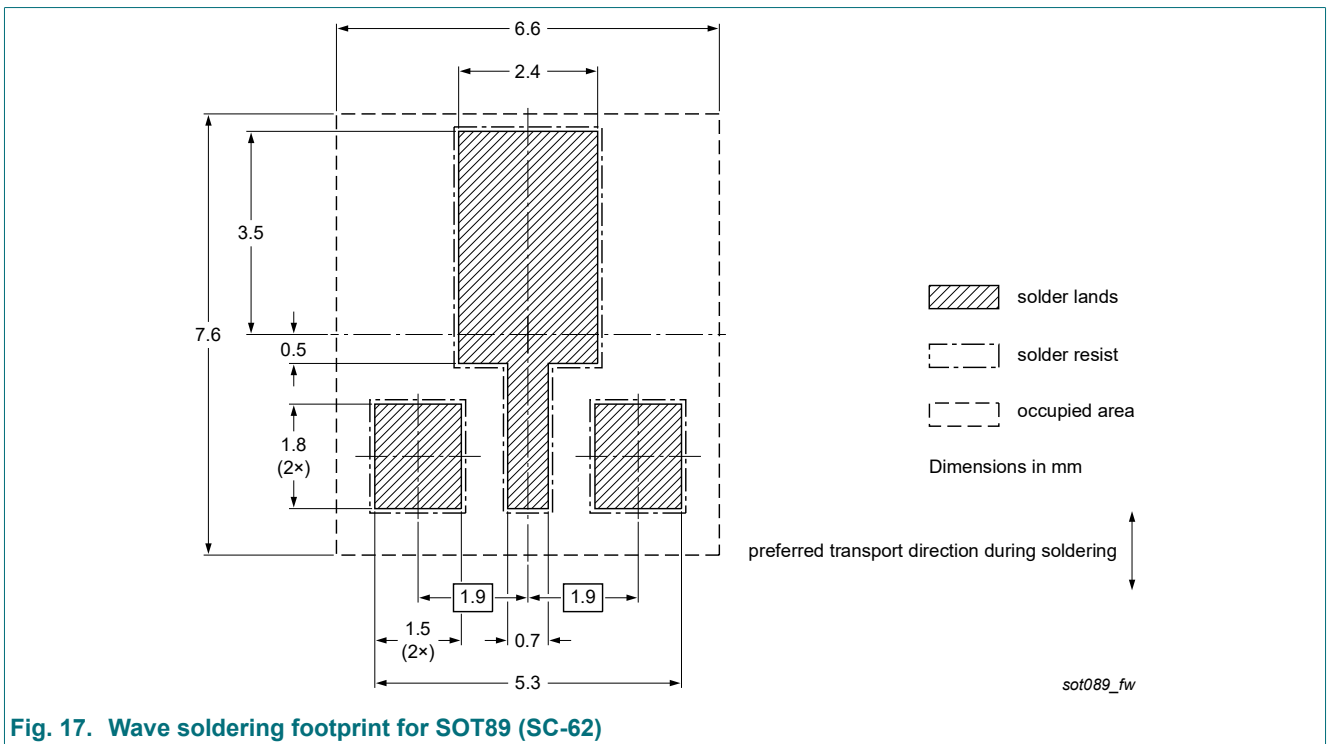 6.6
2.4
3.5
7.6
0.5
1.8
(2×)
1.9
1.9
1.5
(2×)
0.7
5.3
solder lands
solder resist
occupied area
Dimensions in mm
preferred transport direction during soldering
sot089_fw
Fig. 17. Wave soldering footprint for SOT89 (SC-62)